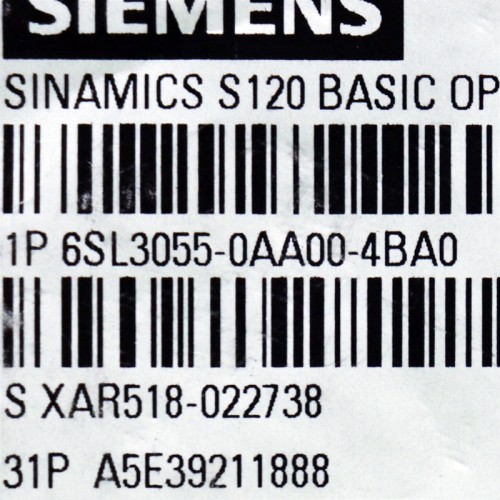 SIEMENS
SINAMICS S120 BASIC OP
1P 6SL3055-0AA00-4BA0
S XAR518-022738
31P A5E39211888